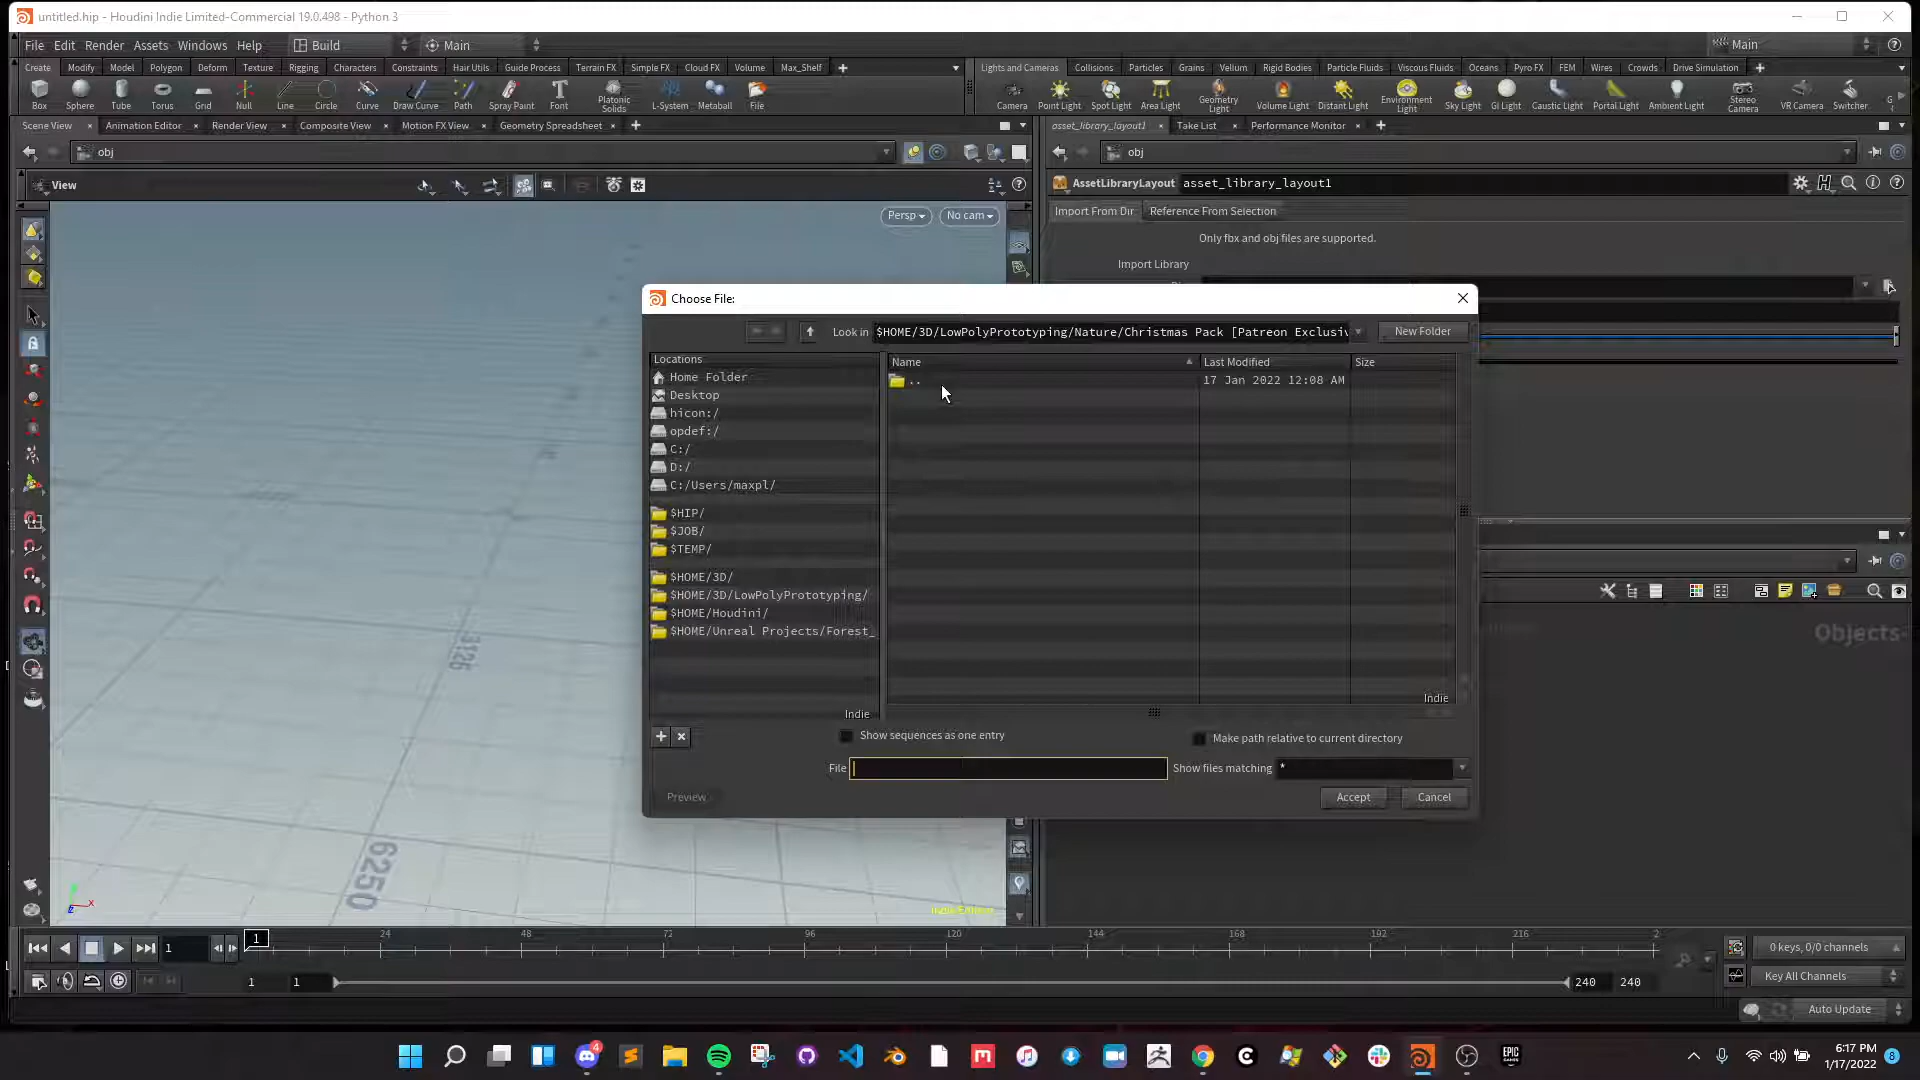 untitled.hip - Houdini Indie Limited-Commercial 19.0.498 - Python 3
File Edit Render Assets Windows Help Build Main Main
Create Modify Model Polygon Deform Texture Rigging Characters Constraints Hair Utils Guide Process Terrain FX Simple FX Cloud FX Volume Max_Shelf
Lights and Cameras Collisions Particles Grains Vellum Rigid Bodies Particle Fluids Viscous Fluids Oceans Pyro FX FEM Wires Crowds Drive Simulation
Box Sphere Tube Torus Grid Null Line Circle Curve Draw Curve Path Spray Paint Font Platonic Solids L-System Metaball File
Camera Point Light Spot Light Area Light Geometry Light Volume Light Distant Light Environment Light Sky Light GI Light Caustic Light Portal Light Ambient Light Stereo Camera VR Camera Switcher
Scene View Animation Editor Render View Composite View Motion FX View Geometry Spreadsheet
asset_library_layout1 Take List Performance Monitor
obj
obj
View
AssetLibraryLayout asset_library_layout1
Persp No cam
Import From Dir Reference From Selection
Only fbx and obj files are supported.
Import Library
Choose File:
Look in $HOME/3D/LowPolyPrototyping/Nature/Christmas Pack [Patreon Exclusiv New Folder
Locations
Name Last Modified Size
Home Folder
.. 17 Jan 2022 12:08 AM
Desktop
hicon:/
opdef:/
C:/
D:/
C:/Users/maxpl/
$HIP/
$JOB/
$TEMP/
$HOME/3D/
$HOME/3D/LowPolyPrototyping/
$HOME/Houdini/
$HOME/Unreal Projects/Forest_
Indie
Indie
Show sequences as one entry Make path relative to current directory
File Show files matching *
Preview Accept Cancel
Objects
3126
6250
x
Indie Edition
1 1 24 48 72 96 120 144 168 192 216 2
0 keys, 0/0 channels
1 1 240 240
Key All Channels
Auto Update
4
EPIC GAMES
6:17 PM
1/17/2022
8